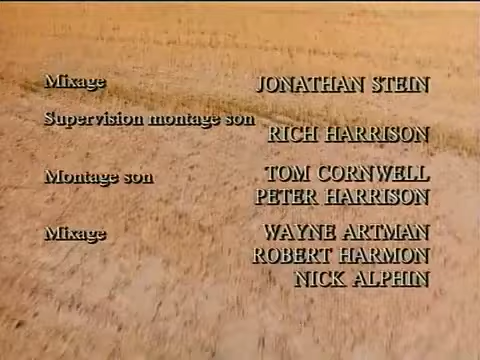 Mixage JONATHAN STEIN
Supervision montage son
RICH HARRISON
Montage son TOM CORNWELL
PETER HARRISON
Mixage WAYNE ARTMAN
ROBERT HARMON
NICK ALPHIN